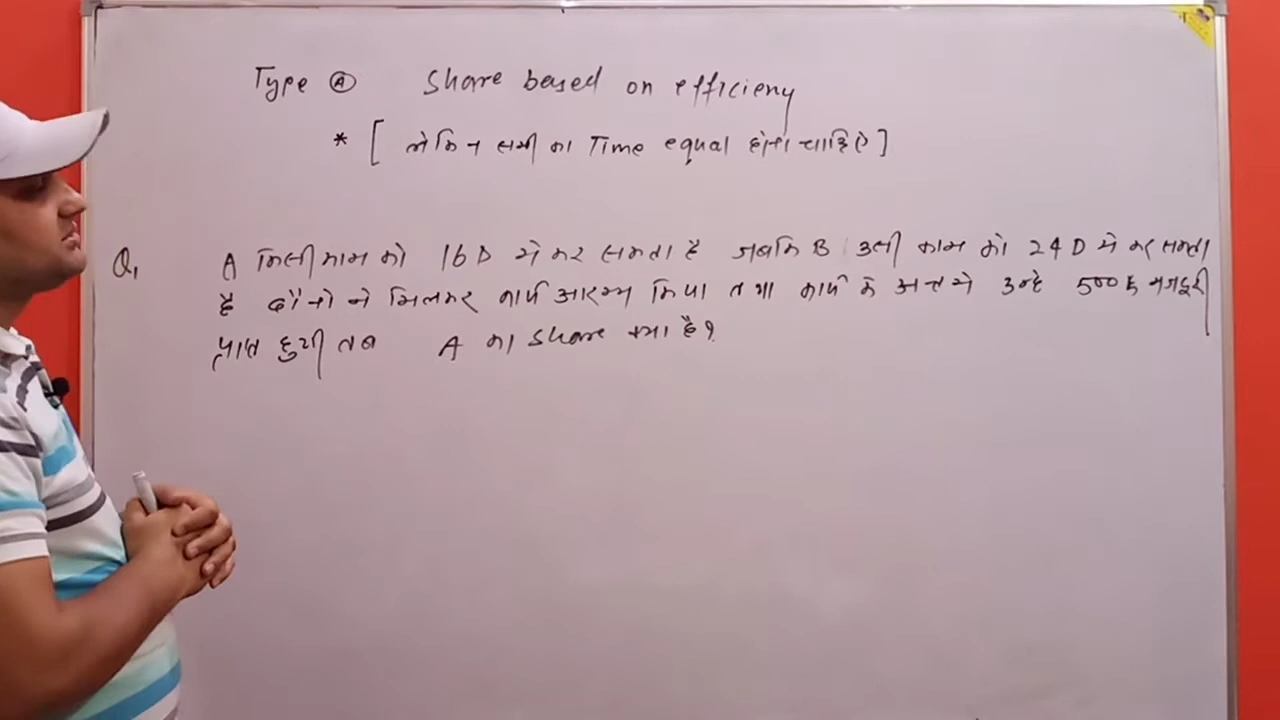 Type Ⓐ Share based on efficieny
* [ लेकिन सभी का Time equal होना चाहिऐ ]
Q₁ A किसी काम को 16 D मे कर सकता है जबकि B उसी काम को 24 D मे कर सकता
है दोंनो ने मिलकर कार्य आरम्भ किया तथा कार्य के अन्त मे उन्हे 500 रु मजदूरी
प्राप्त हुयी तब A का Share क्या है?